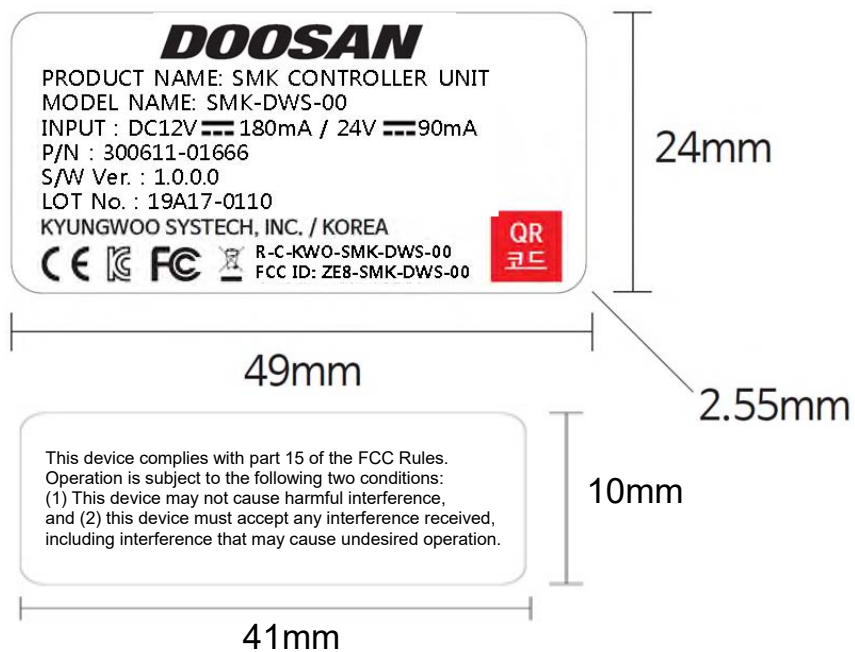 DOOSAN
PRODUCT NAME: SMK CONTROLLER UNIT
MODEL NAME: SMK-DWS-00
INPUT : DC12V 180mA / 24V 90mA
P/N : 300611-01666
S/W Ver. : 1.0.0.0
LOT No. : 19A17-0110
KYUNGWOO SYSTECH, INC. / KOREA
CE FC R-C-KWO-SMK-DWS-00
FCC ID: ZE8-SMK-DWS-00
QR
코드
24mm
49mm
2.55mm
This device complies with part 15 of the FCC Rules.
Operation is subject to the following two conditions:
(1) This device may not cause harmful interference,
and (2) this device must accept any interference received,
including interference that may cause undesired operation.
10mm
41mm